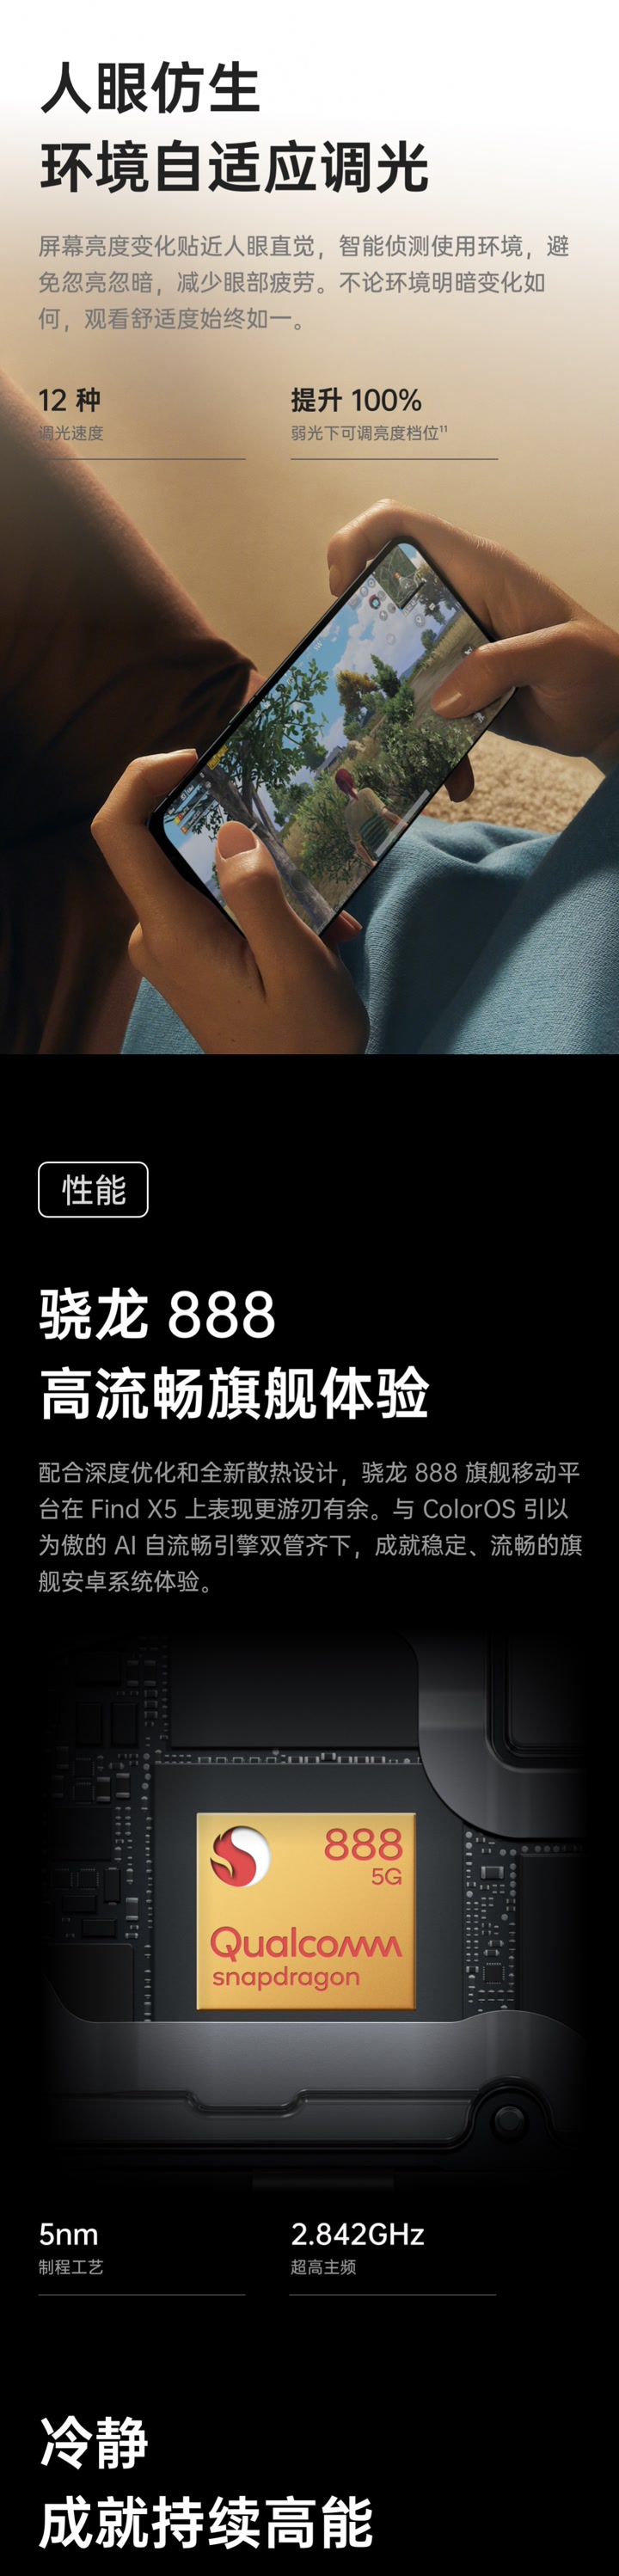 人眼仿生
环境自适应调光
屏幕亮度变化贴近人眼直觉，智能侦测使用环境，避
免忽亮忽暗，减少眼部疲劳。不论环境明暗变化如
何，观看舒适度始终如一。
12 种
调光速度
提升 100%
弱光下可调亮度档位¹¹
性能
骁龙 888
高流畅旗舰体验
配合深度优化和全新散热设计，骁龙 888 旗舰移动平
台在 Find X5 上表现更游刃有余。与 ColorOS 引以
为傲的 AI 自流畅引擎双管齐下，成就稳定、流畅的旗
舰安卓系统体验。
888
5G
Qualcomm
snapdragon
5nm
制程工艺
2.842GHz
超高主频
冷静
成就持续高能